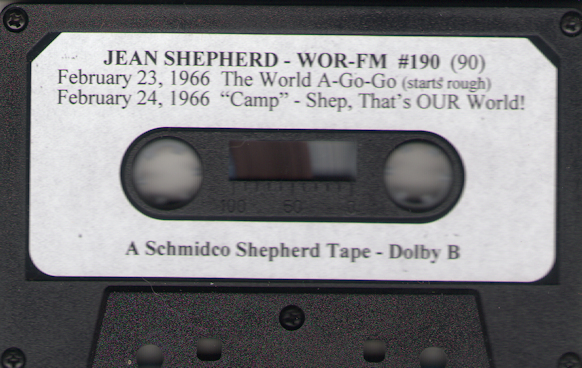 JEAN SHEPHERD - WOR-FM #190 (90)
February 23, 1966 The World A-Go-Go (starts rough)
February 24, 1966 “Camp” - Shep, That’s OUR World!
100 50 0
A Schmidco Shepherd Tape - Dolby B